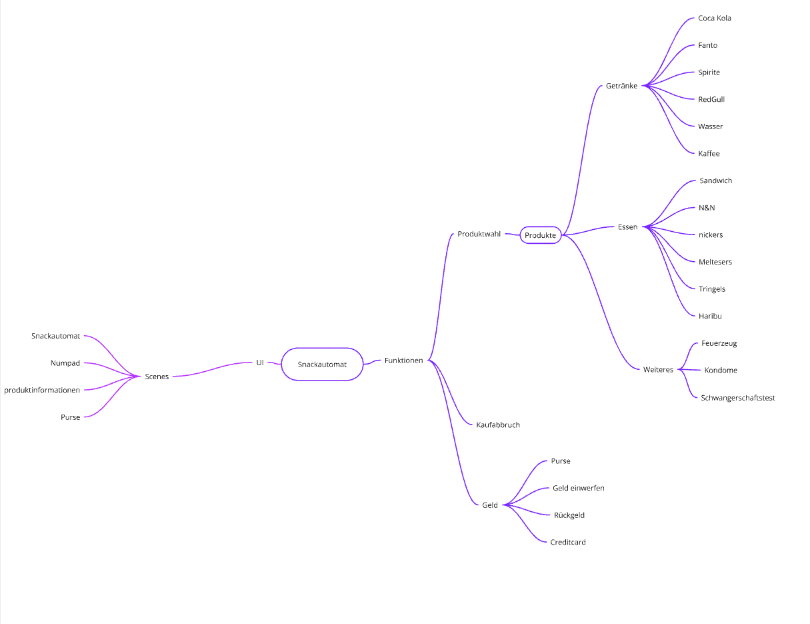 Coca Kola
Fanto
Spirite
RedGull
Wasser
Kaffee
Getränke
Sandwich
N&N
nickers
Meltesers
Tringels
Haribu
Essen
Feuerzeug
Kondome
Schwangerschaftstest
Weiteres
Produktwahl
Produkte
Snackautomat
Numpad
produktinformationen
Purse
Scenes
UI
Snackautomat
Funktionen
Kaufabbruch
Purse
Geld einwerfen
Rückgeld
Creditcard
Geld